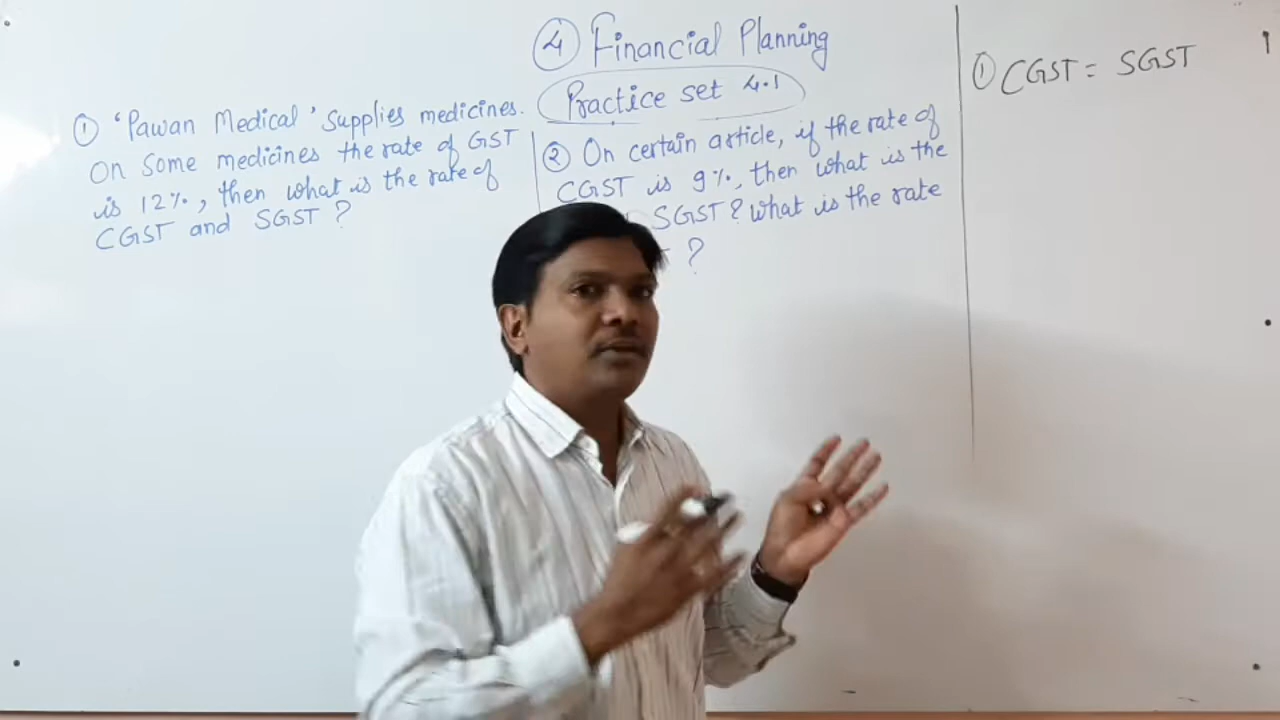 ④ Financial Planning
Practice set 4.1
① 'Pawan Medical' supplies medicines.
On some medicines the rate of GST
is 12%, then what is the rate of
CGST and SGST ?
② On certain article, if the rate of
CGST is 9%, then what is the
SGST? what is the rate
?
① CGST = SGST